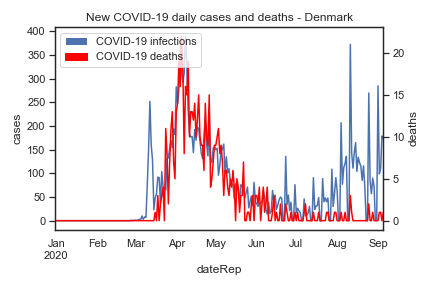 New COVID-19 daily cases and deaths - Denmark
COVID-19 infections
COVID-19 deaths
400
350
300
250
200
150
100
50
0
cases
20
15
10
5
0
deaths
Jan Feb Mar Apr May Jun Jul Aug Sep
2020
dateRep